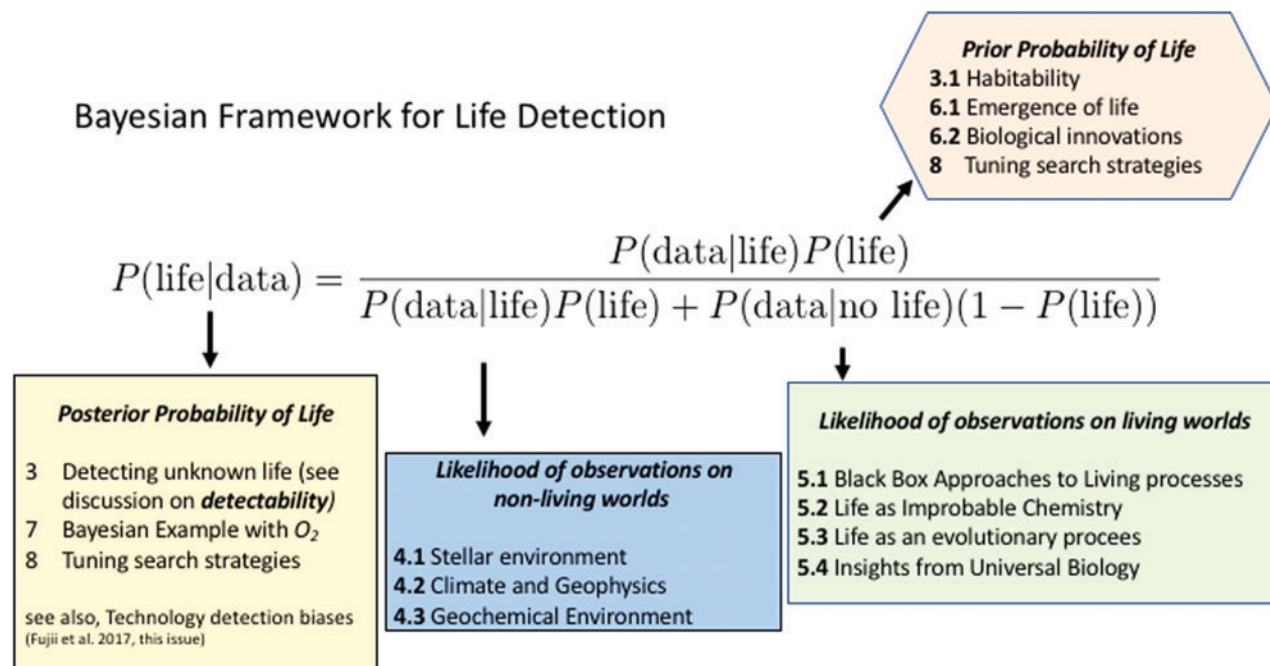 Prior Probability of Life
3.1 Habitability
6.1 Emergence of life
6.2 Biological innovations
8 Tuning search strategies
Bayesian Framework for Life Detection
P(life|data) = P(data|life)P(life) / P(data|life)P(life) + P(data|no life)(1 − P(life))
Posterior Probability of Life
3 Detecting unknown life (see
discussion on detectability)
7 Bayesian Example with O₂
8 Tuning search strategies
see also, Technology detection biases
(Fujii et al. 2017, this issue)
Likelihood of observations on
non-living worlds
4.1 Stellar environment
4.2 Climate and Geophysics
4.3 Geochemical Environment
Likelihood of observations on living worlds
5.1 Black Box Approaches to Living processes
5.2 Life as Improbable Chemistry
5.3 Life as an evolutionary procees
5.4 Insights from Universal Biology